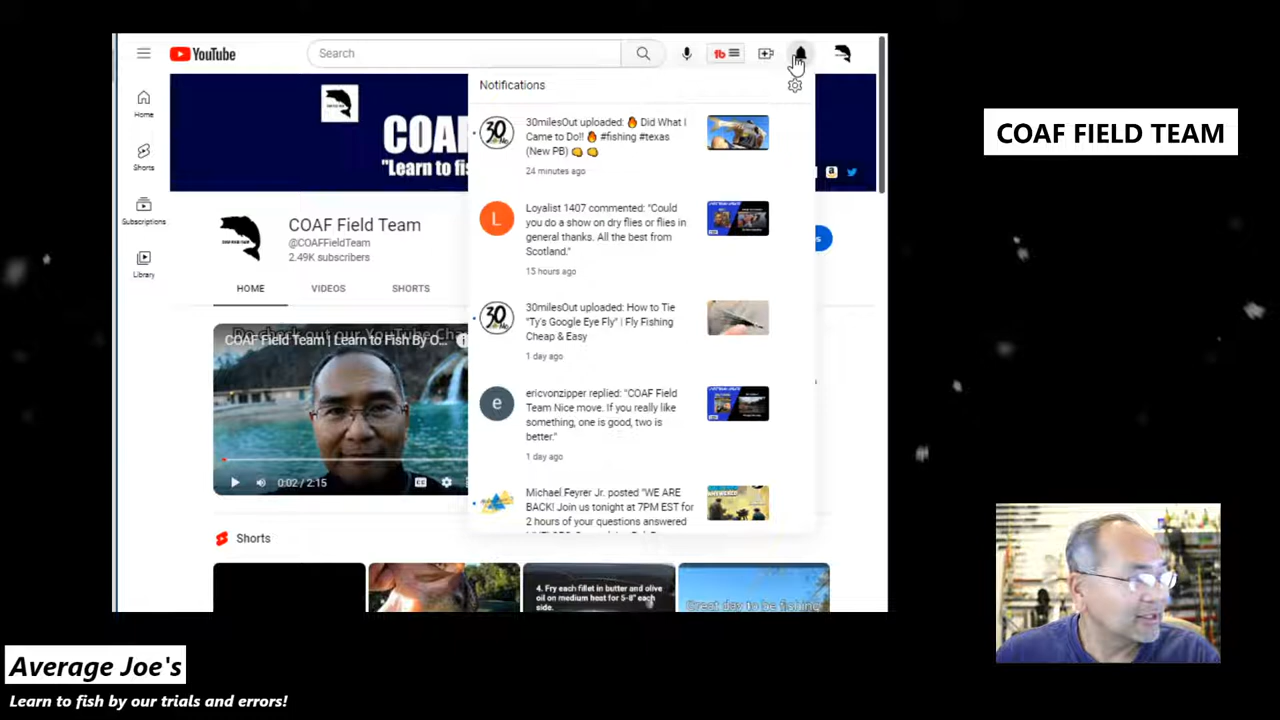 YouTube
Search
fb
Home
Shorts
Subscriptions
Library
COAF
"Learn to fish
COAF Field Team
@COAFFieldTeam
2.49K subscribers
HOME
VIDEOS
SHORTS
COAF Field Team | Learn to Fish By O...
0:02 / 2:15
Shorts
4. Fry each fillet in butter and olive
oil on medium heat for 5-8" each
side.
Great day to be fishing
Notifications
30milesOut uploaded: 🔥 Did What I
Came to Do!! 🔥 #fishing #texas
(New PB) 👊 👊
24 minutes ago
L
Loyalist 1407 commented: "Could
you do a show on dry flies or flies in
general thanks. All the best from
Scotland."
15 hours ago
30milesOut uploaded: How to Tie
"Ty's Google Eye Fly" | Fly Fishing
Cheap & Easy
1 day ago
e
ericvonzipper replied: "COAF Field
Team Nice move. If you really like
something, one is good, two is
better."
1 day ago
Michael Feyrer Jr. posted "WE ARE
BACK! Join us tonight at 7PM EST for
2 hours of your questions answered
COAF FIELD TEAM
Average Joe's
Learn to fish by our trials and errors!